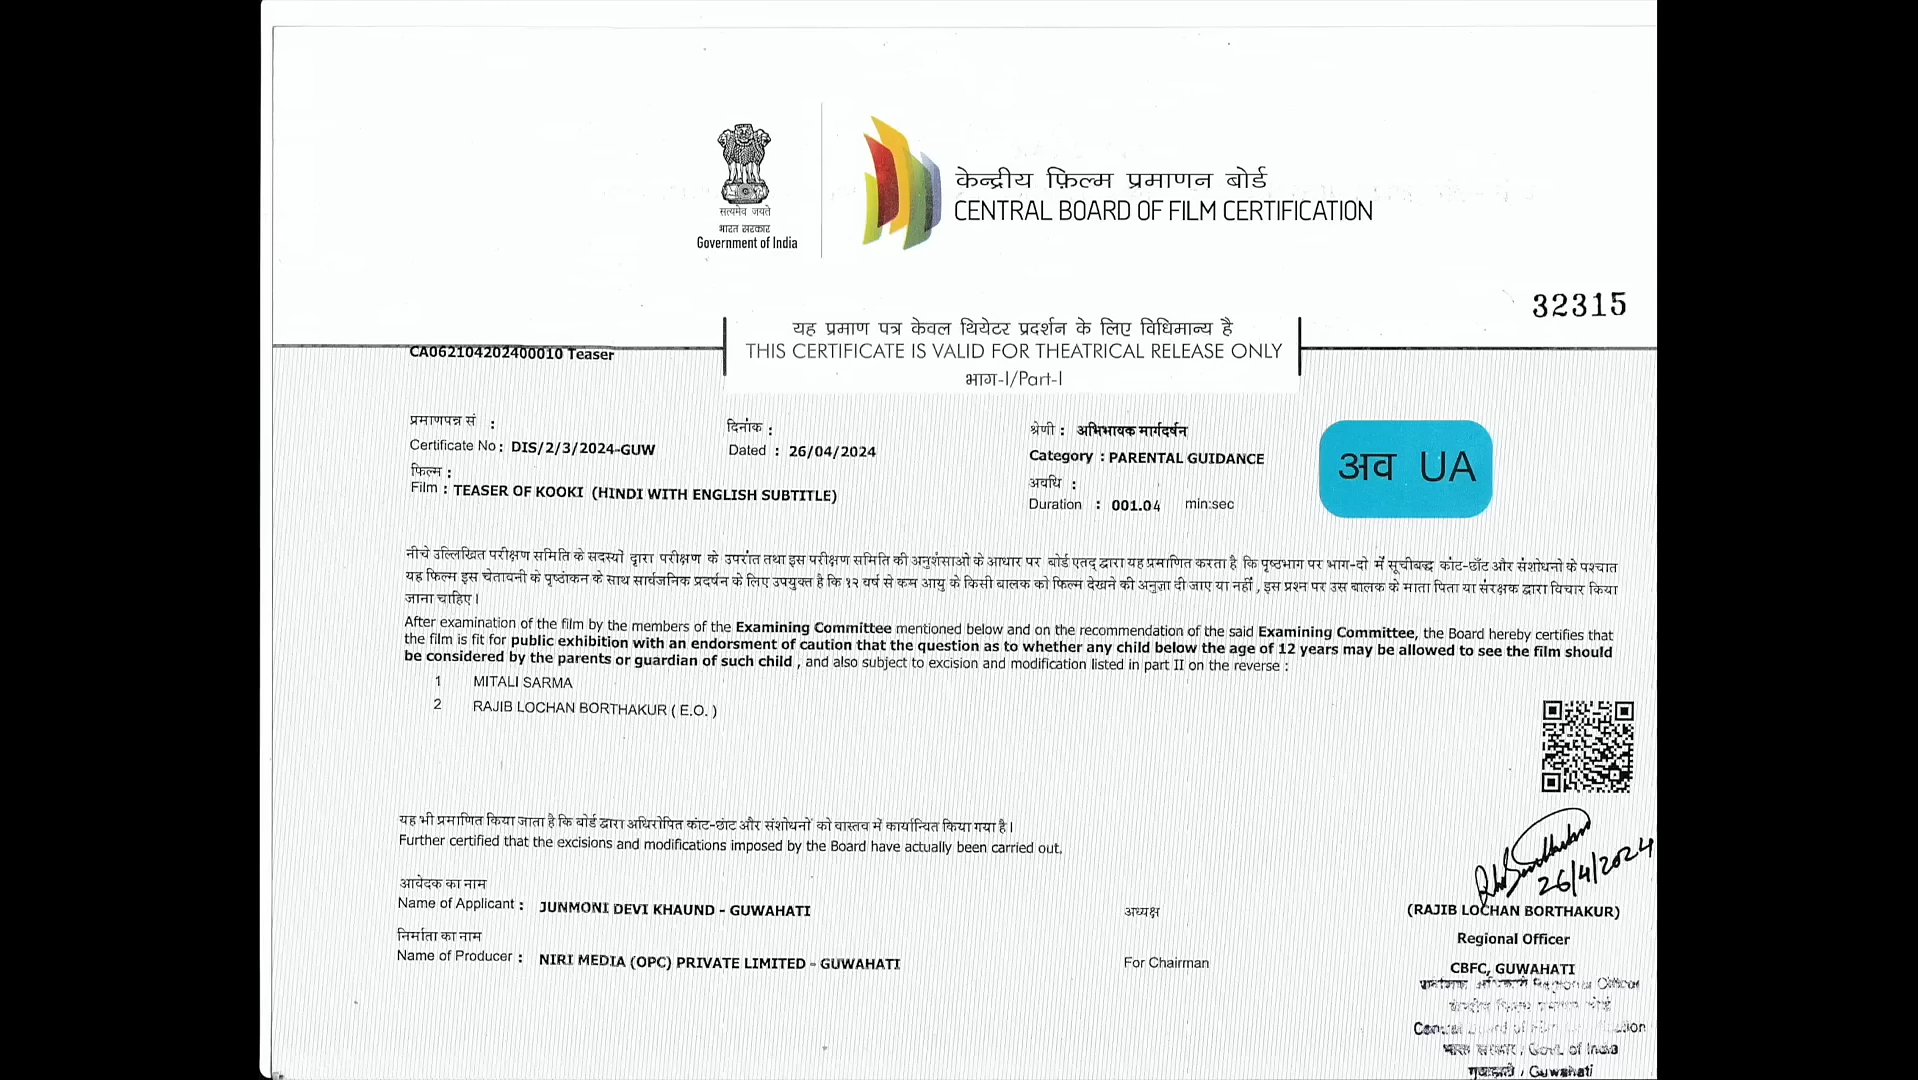 सत्यमेव जयते
भारत सरकार
Government of India
केन्द्रीय फ़िल्म प्रमाणन बोर्ड
CENTRAL BOARD OF FILM CERTIFICATION
32315
यह प्रमाण पत्र केवल थियेटर प्रदर्शन के लिए विधिमान्य है
THIS CERTIFICATE IS VALID FOR THEATRICAL RELEASE ONLY
भाग-I/Part-I
CA062104202400010 Teaser
प्रमाणपत्र सं :
Certificate No : DIS/2/3/2024-GUW
दिनांक :
Dated : 26/04/2024
श्रेणी : अभिभावक मार्गदर्षन
Category : PARENTAL GUIDANCE
अव UA
फिल्म :
Film : TEASER OF KOOKI (HINDI WITH ENGLISH SUBTITLE)
अवधि :
Duration : 001.04 min:sec
नीचे उल्लिखित परीक्षण समिति के सदस्यों द्वारा परीक्षण के उपरांत तथा इस परीक्षण समिति की अनुशंसाओ के आधार पर बोर्ड एतद् द्वारा यह प्रमाणित करता है कि पृष्ठभाग पर भाग-दो में सूचीबद्ध कांट-छाँट और संशोधनो के पश्चात
यह फिल्म इस चेतावनी के पृष्ठांकन के साथ सार्वजनिक प्रदर्शन के लिए उपयुक्त है कि १२ वर्ष से कम आयु के किसी बालक को फिल्म देखने की अनुज्ञा दी जाए या नहीं , इस प्रश्न पर उस बालक के माता पिता या संरक्षक द्वारा विचार किया
जाना चाहिए ।
After examination of the film by the members of the Examining Committee mentioned below and on the recommendation of the said Examining Committee, the Board hereby certifies that
the film is fit for public exhibition with an endorsment of caution that the question as to whether any child below the age of 12 years may be allowed to see the film should
be considered by the parents or guardian of such child , and also subject to excision and modification listed in part II on the reverse :
1 MITALI SARMA
2 RAJIB LOCHAN BORTHAKUR ( E.O. )
यह भी प्रमाणित किया जाता है कि बोर्ड द्वारा अधिरोपित कांट-छांट और संशोधनों को वास्तव में कार्यान्वित किया गया है ।
Further certified that the excisions and modifications imposed by the Board have actually been carried out.
26/4/2024
आवेदक का नाम
Name of Applicant : JUNMONI DEVI KHAUND - GUWAHATI
अध्यक्ष
(RAJIB LOCHAN BORTHAKUR)
निर्माता का नाम
Regional Officer
Name of Producer : NIRI MEDIA (OPC) PRIVATE LIMITED - GUWAHATI
For Chairman
CBFC, GUWAHATI
Regional Officer
Govt. of India
गुवाहाटी / Guwahati